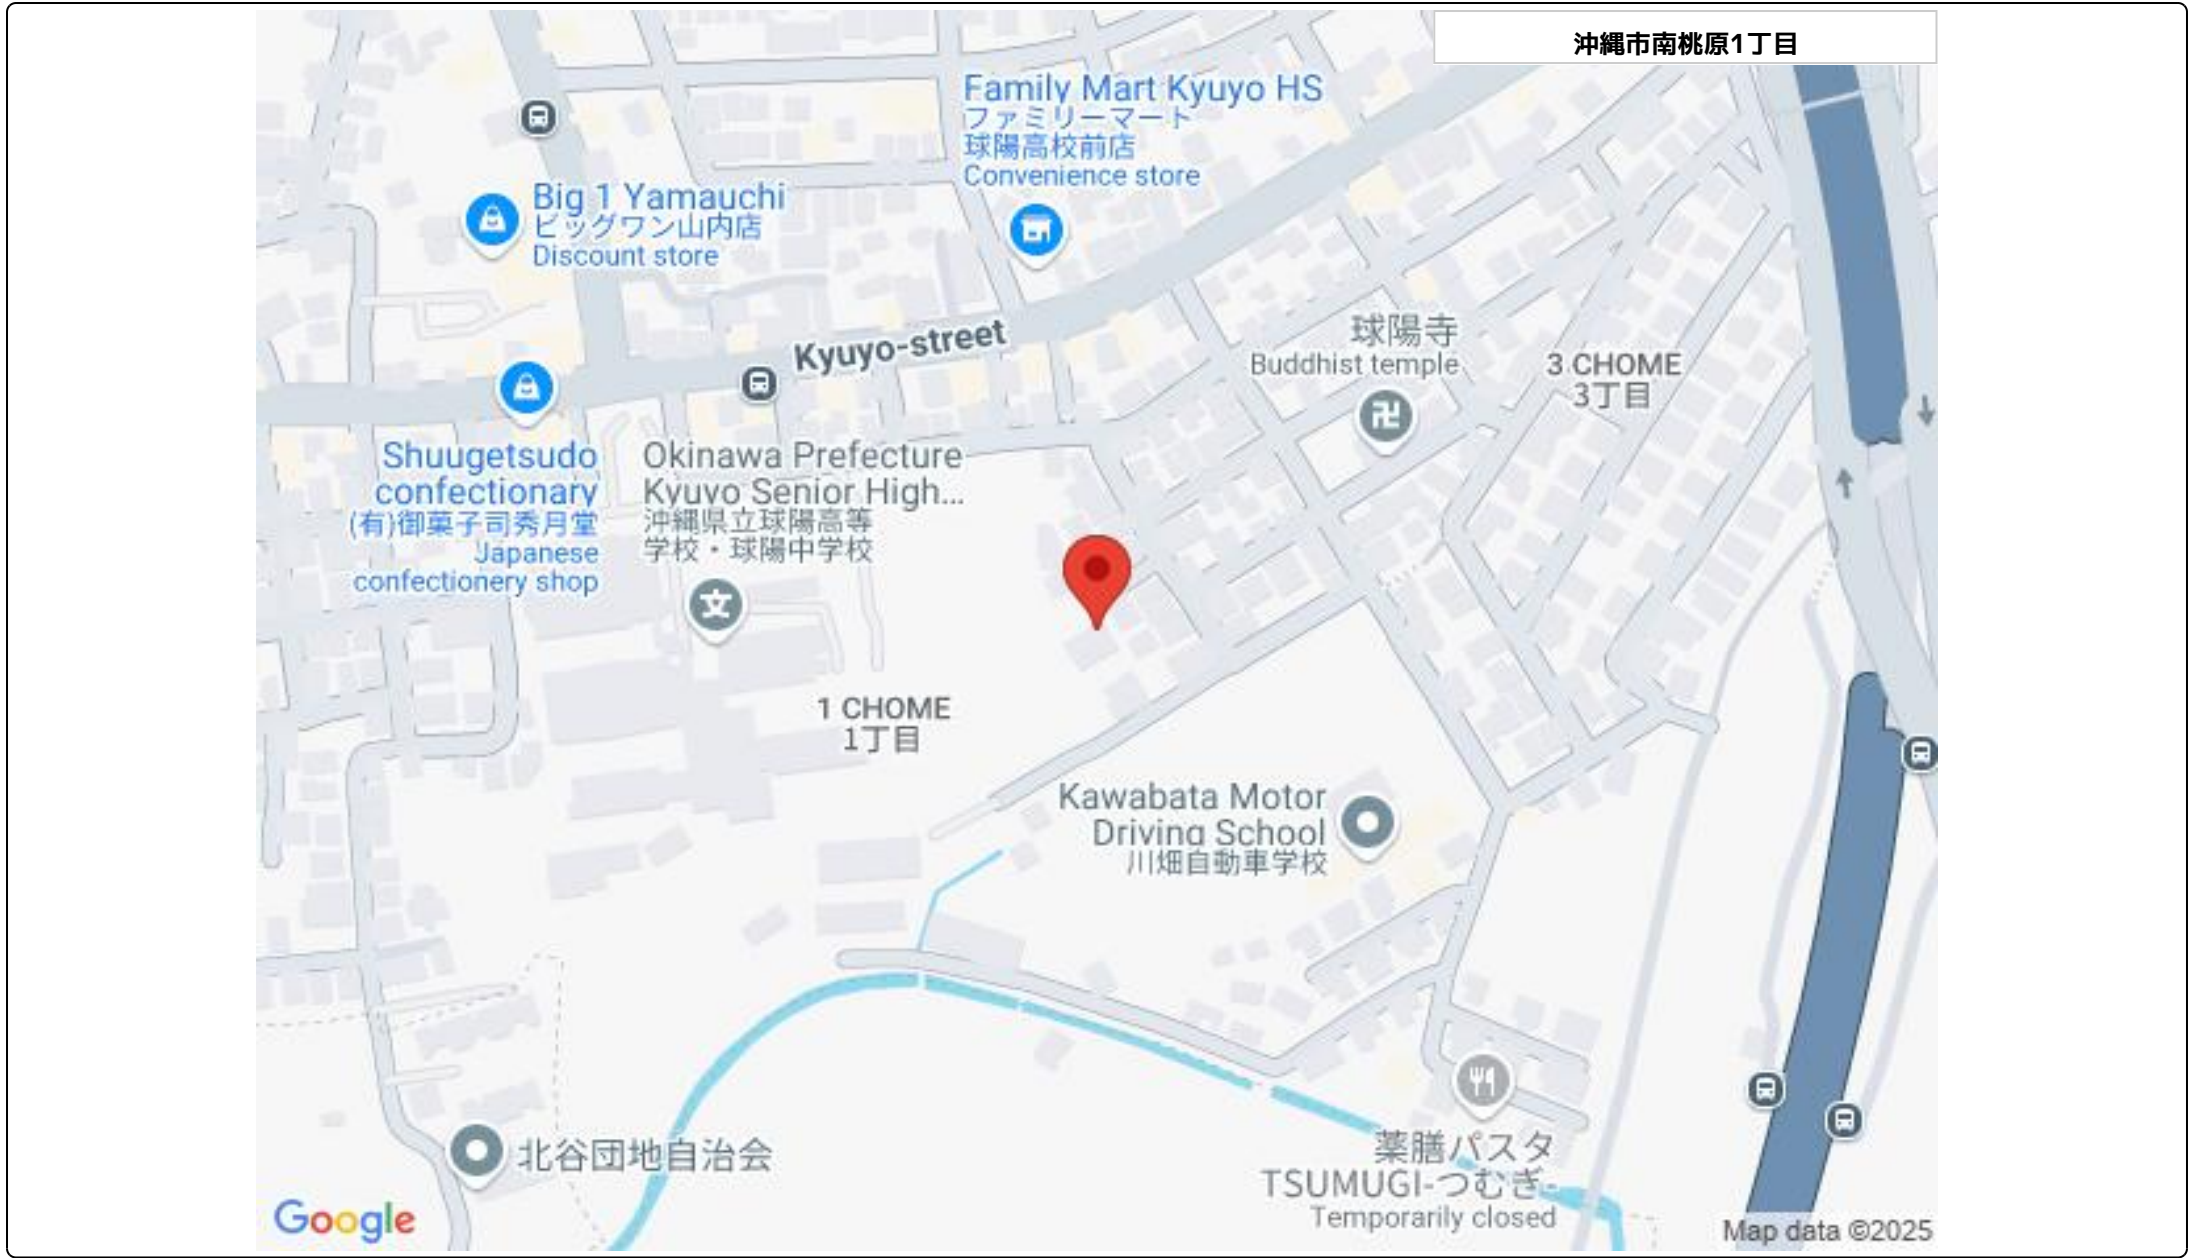 沖縄市南桃原1丁目
Family Mart Kyuyo HS
ファミリーマート
球陽高校前店
Convenience store
Big 1 Yamauchi
ビッグワン山内店
Discount store
Kyuyo-street
球陽寺
Buddhist temple
3 CHOME
3丁目
Shuugetsudo
confectionary
(有)御菓子司秀月堂
Japanese
confectionery shop
Okinawa Prefecture
Kyuyo Senior High...
沖縄県立球陽高等
学校・球陽中学校
文
1 CHOME
1丁目
Kawabata Motor
Driving School
川畑自動車学校
北谷団地自治会
薬膳パスタ
TSUMUGI-つむぎ-
Temporarily closed
Google
Map data ©2025